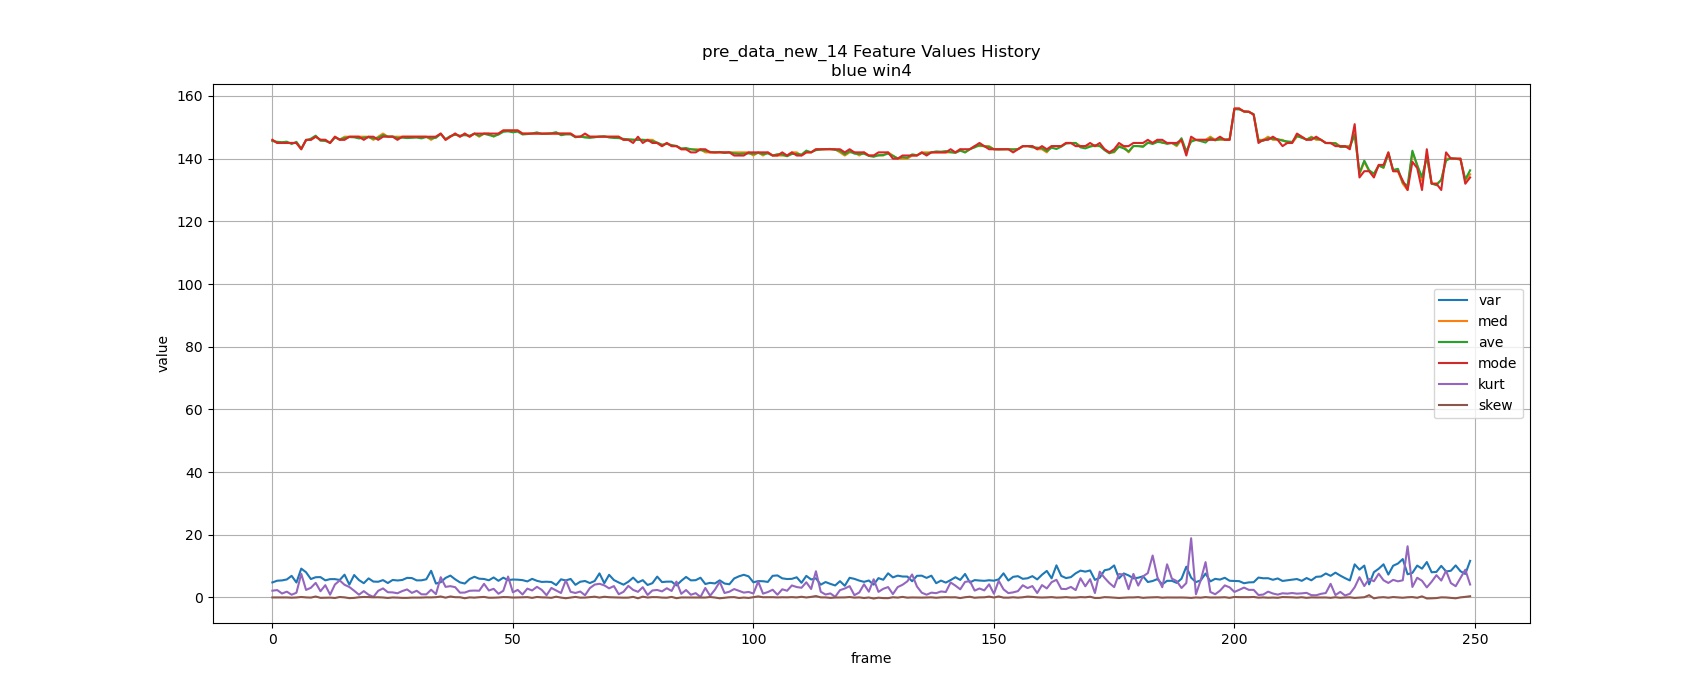 pre_data_new_14 Feature Values History
blue win4
160
140
120
100
80
60
40
20
0
value
0
50
100
150
200
250
frame
var
med
ave
mode
kurt
skew